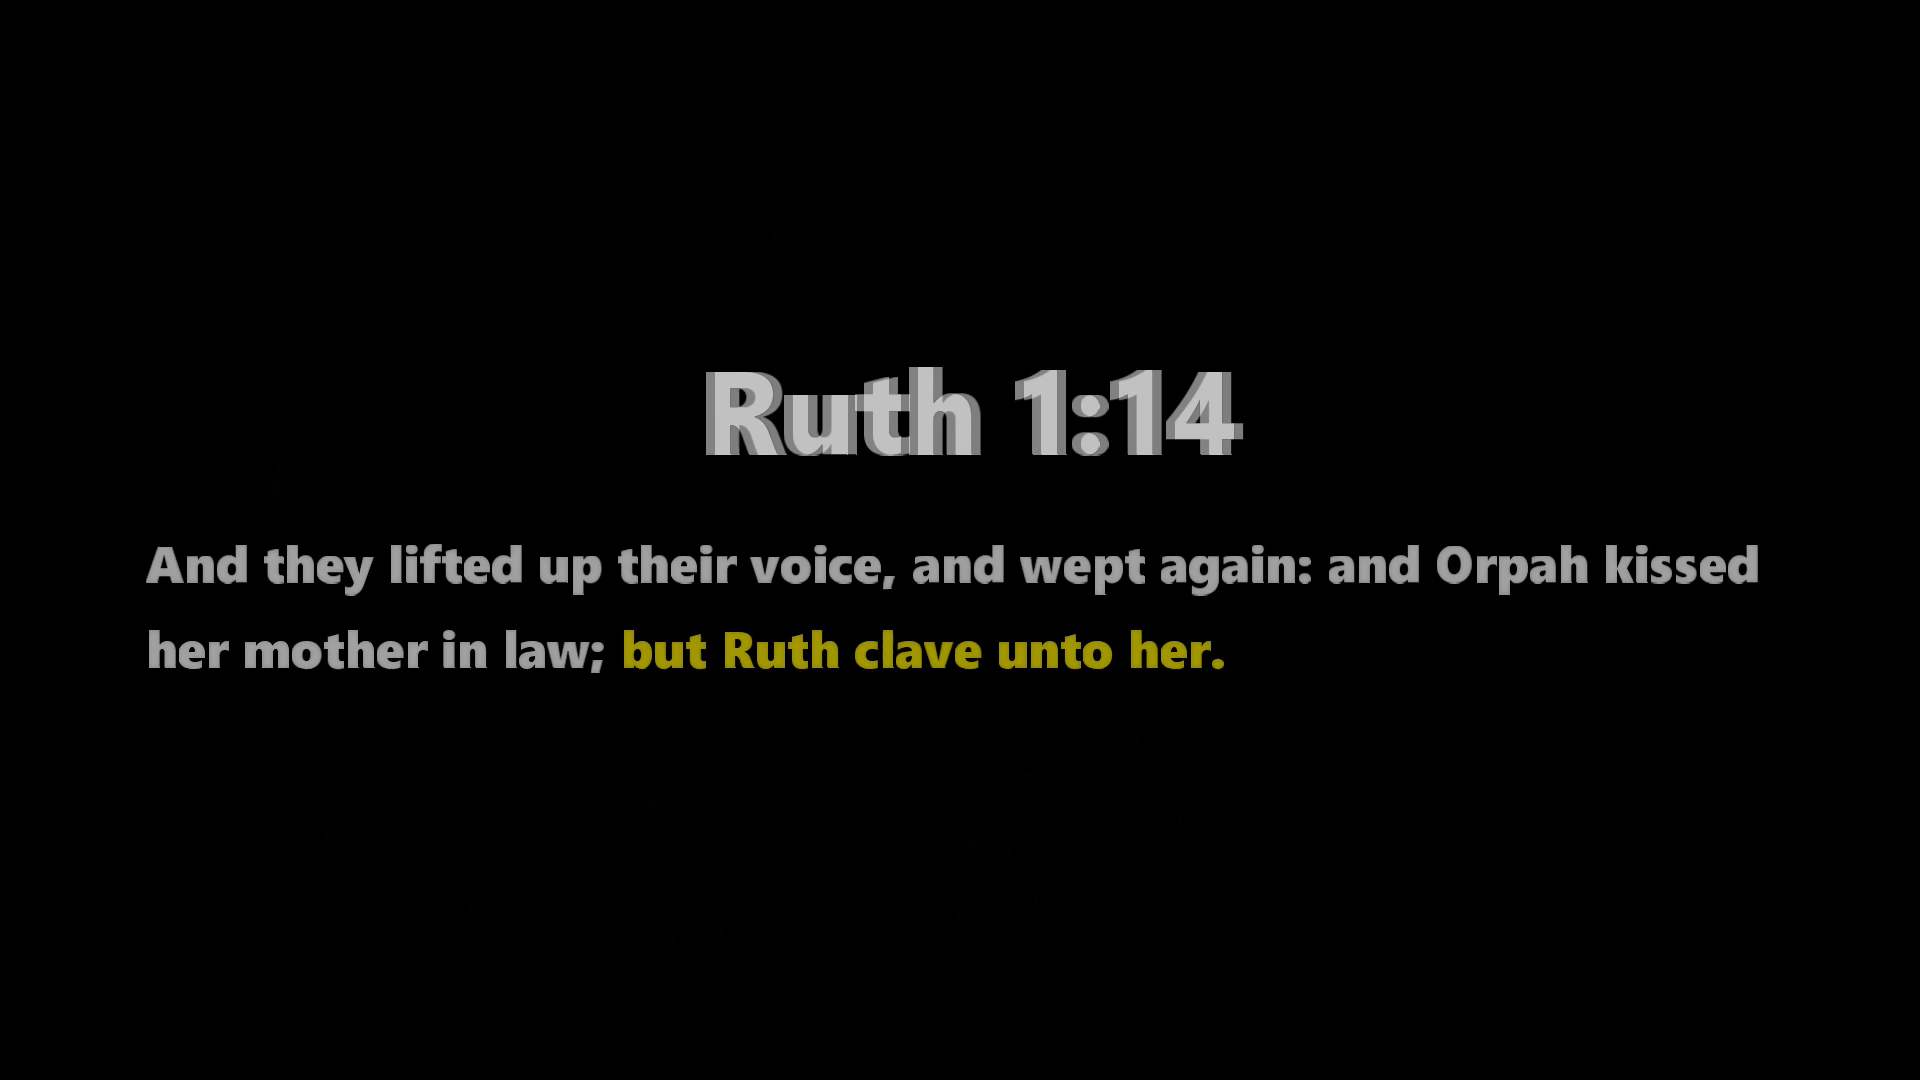 Ruth 1:14
And they lifted up their voice, and wept again: and Orpah kissed
her mother in law; but Ruth clave unto her.